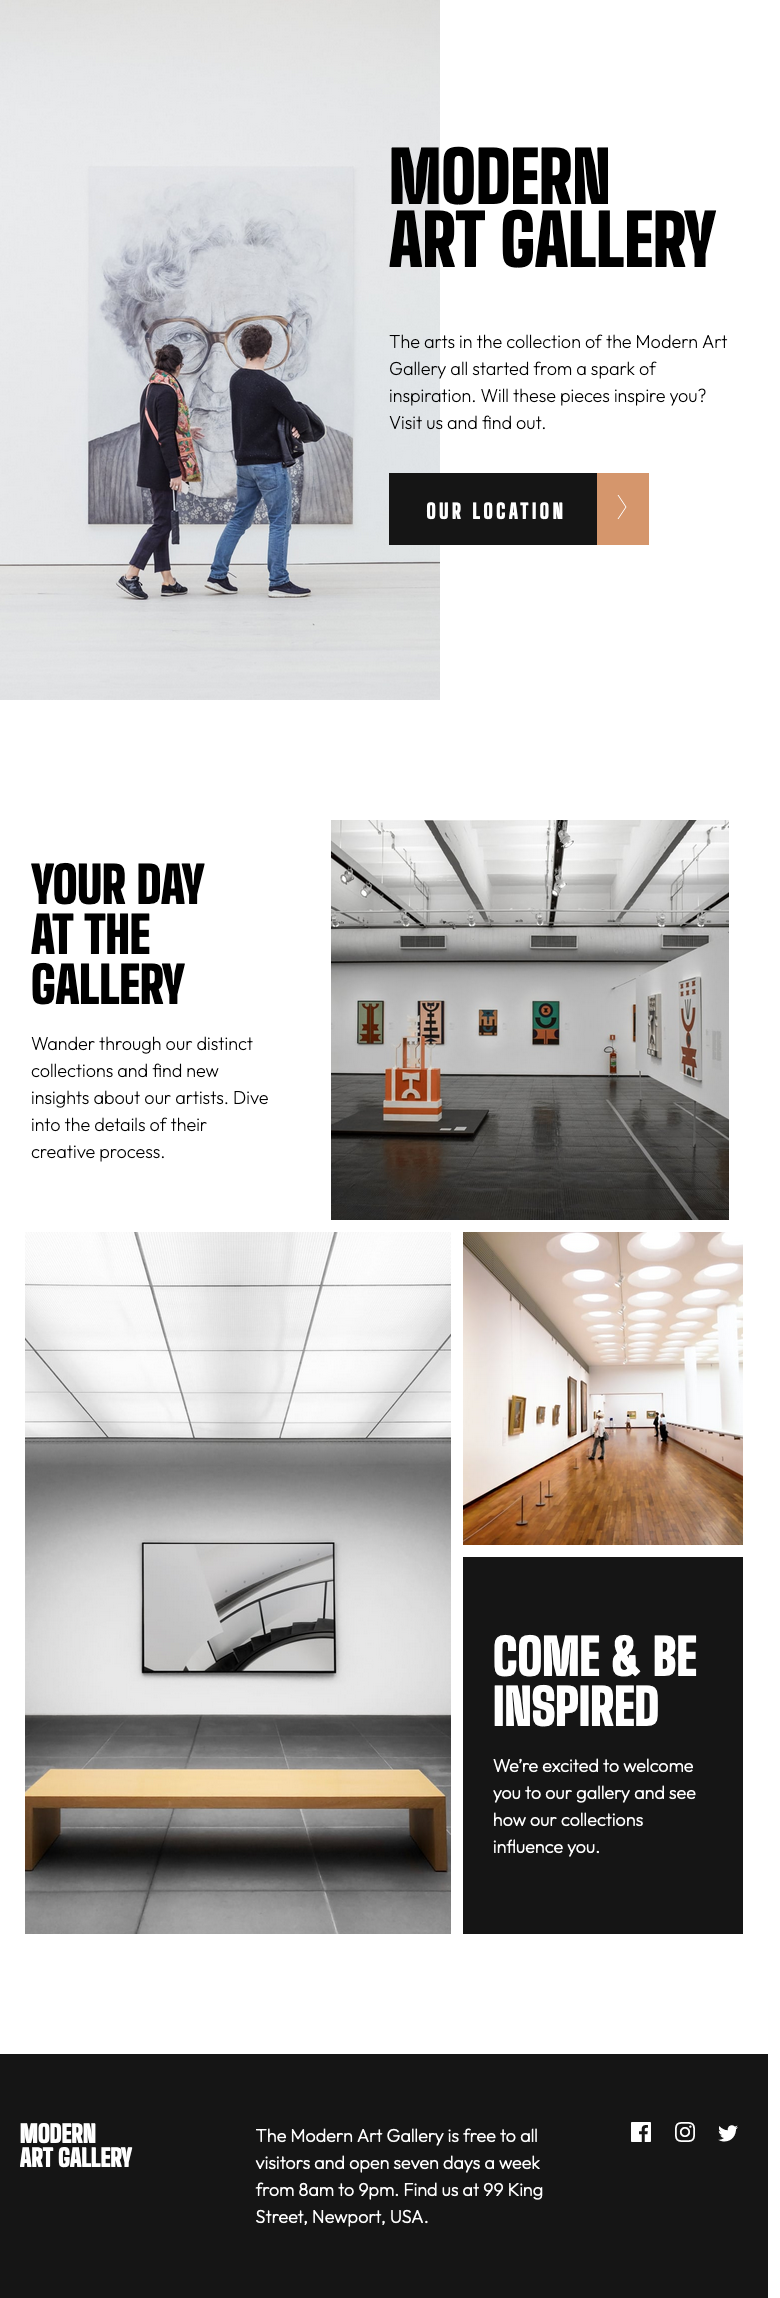 MODERN
ART GALLERY
The arts in the collection of the Modern Art
Gallery all started from a spark of
inspiration. Will these pieces inspire you?
Visit us and find out.
OUR LOCATION
YOUR DAY
AT THE
GALLERY
Wander through our distinct
collections and find new
insights about our artists. Dive
into the details of their
creative process.
COME & BE
INSPIRED
We’re excited to welcome
you to our gallery and see
how our collections
influence you.
MODERN
ART GALLERY
The Modern Art Gallery is free to all
visitors and open seven days a week
from 8am to 9pm. Find us at 99 King
Street, Newport, USA.